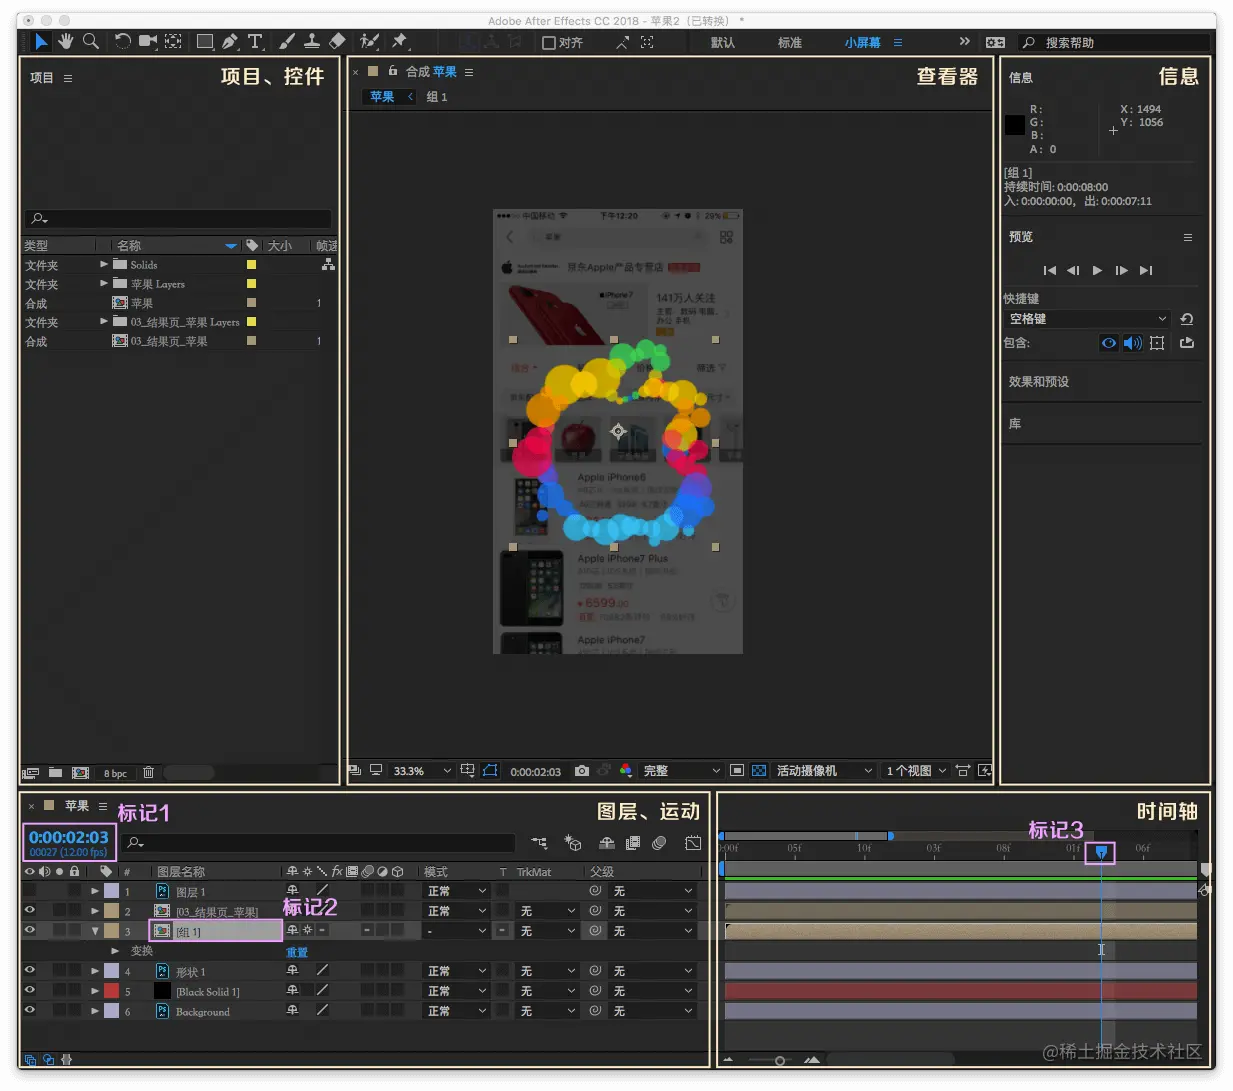 Adobe After Effects CC 2018 - 苹果2（已转换） *
对齐 默认 标准 小屏幕 搜索帮助
项目 项目、控件
类型 名称 大小 帧速
文件夹 Solids
文件夹 苹果 Layers
合成 苹果 1
文件夹 03_结果页_苹果 Layers
合成 03_结果页_苹果 1
8 bpc
合成 苹果 查看器
苹果 组 1
中国移动 下午12:20 29%
京东Apple产品专营店
iPhone7
141万人关注
Apple iPhone6
Apple iPhone7 Plus
¥6599.00
Apple iPhone7
33.3% 0:00:02:03 完整 活动摄像机 1 个视图
信息 信息
R: X: 1494
G: Y: 1056
B:
A: 0
[组 1]
持续时间: 0:00:08:00
入: 0:00:00:00, 出: 0:00:07:11
预览
快捷键
空格键
包含:
效果和预设
库
苹果 标记1 图层、运动
0:00:02:03
00027 (12.00 fps)
# 图层名称 模式 T TrkMat 父级
1 图层 1 正常 无
标记2
2 [03_结果页_苹果] 正常 无 无
3 [组 1] - 无 无
变换 重置
4 形状 1 正常 无 无
5 [Black Solid 1] 正常 无 无
6 Background 正常 无 无
时间轴
标记3
:00f 05f 10f 03f 08f 01f 06f
@稀土掘金技术社区